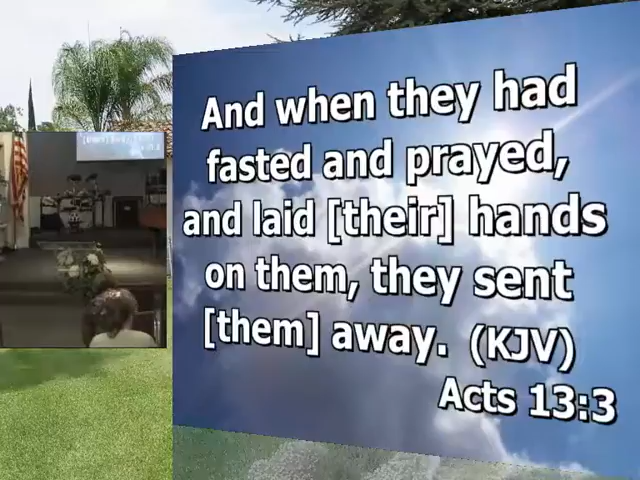 And when they had
fasted and prayed,
and laid [their] hands
on them, they sent
[them] away. (KJV)
Acts 13:3